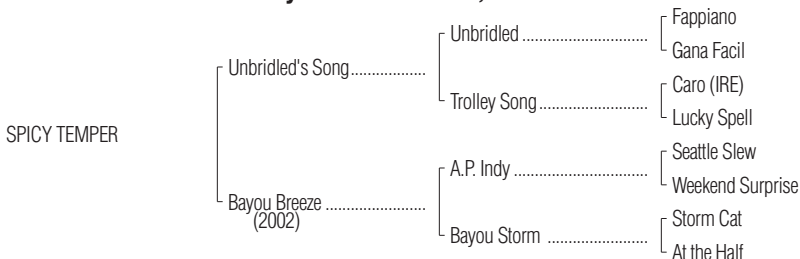 Fappiano
Unbridled
Gana Facil
Unbridled's Song
Caro (IRE)
Trolley Song
Lucky Spell
SPICY TEMPER
Seattle Slew
A.P. Indy
Weekend Surprise
Bayou Breeze
(2002)
Storm Cat
Bayou Storm
At the Half